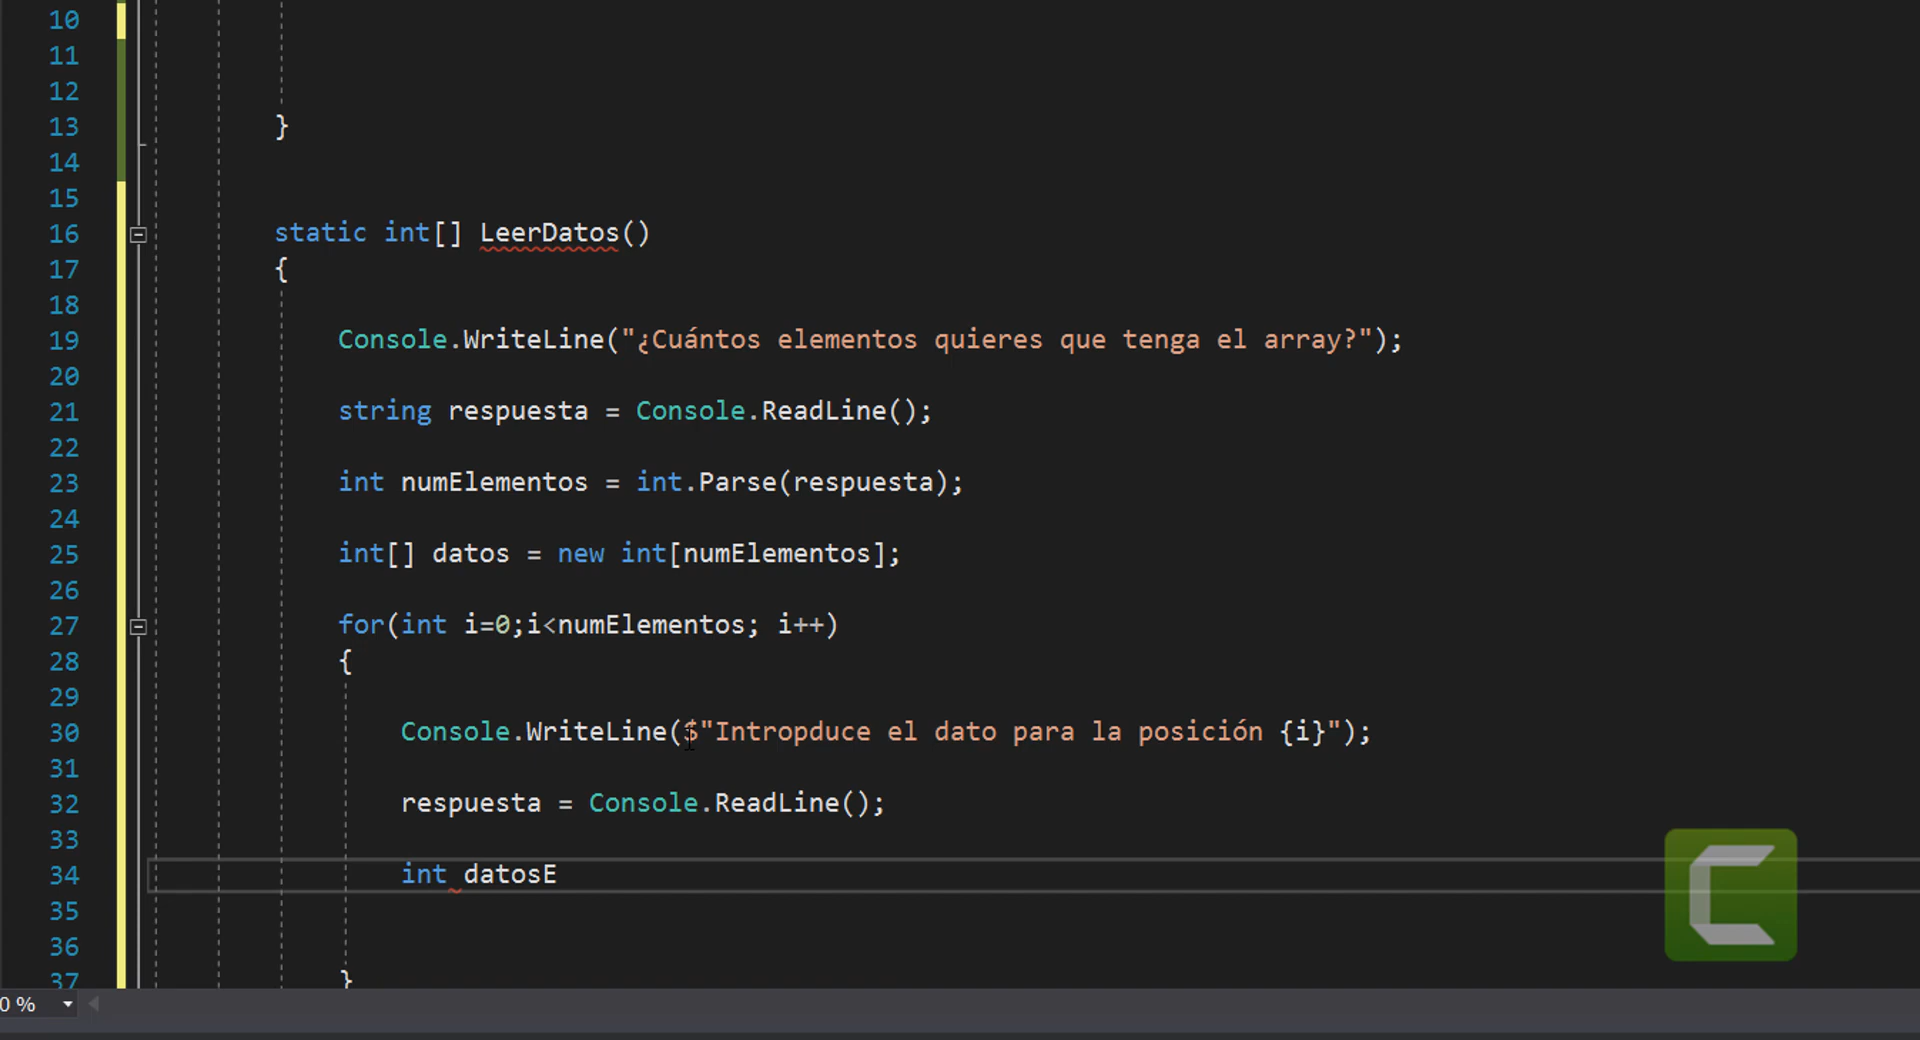 10
11
12
13 }
14
15
16 static int[] LeerDatos()
17 {
18
19 Console.WriteLine("¿Cuántos elementos quieres que tenga el array?");
20
21 string respuesta = Console.ReadLine();
22
23 int numElementos = int.Parse(respuesta);
24
25 int[] datos = new int[numElementos];
26
27 for(int i=0;i<numElementos; i++)
28 {
29
30 Console.WriteLine($"Intropduce el dato para la posición {i}");
31
32 respuesta = Console.ReadLine();
33
34 int datosE
35
36
37 }
0 %